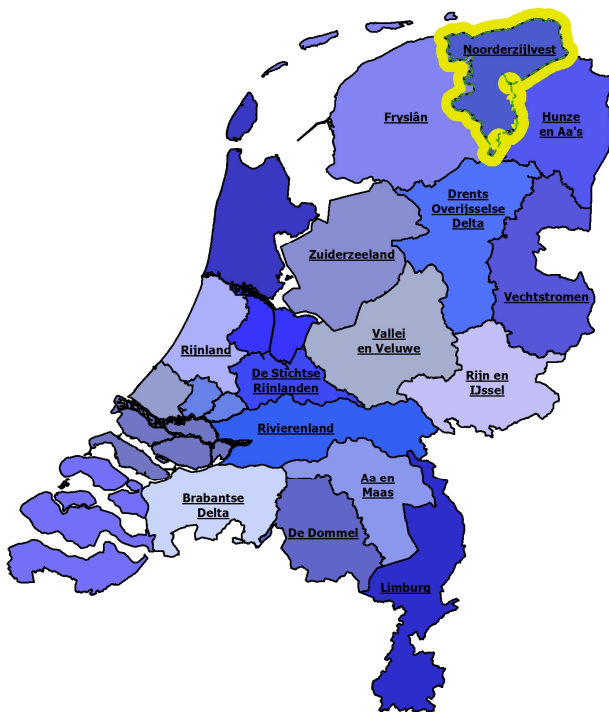 Noorderzijlvest
Fryslân
Hunze
en Aa's
Drents
Overijsselse
Delta
Zuiderzeeland
Vechtstromen
Rijnland
Vallei
en Veluwe
De Stichtse
Rijnlanden
Rijn en
IJssel
Rivierenland
Aa en
Maas
Brabantse
Delta
De Dommel
Limburg